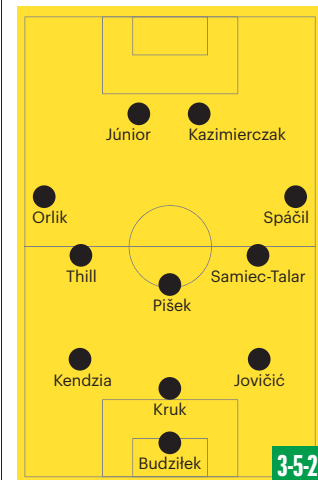 Júnior Kazimierczak
Orlik Spáčil
Thill Samiec-Talar
Pišek
Kendzia Jovičić
Kruk
Budziłek
3-5-2